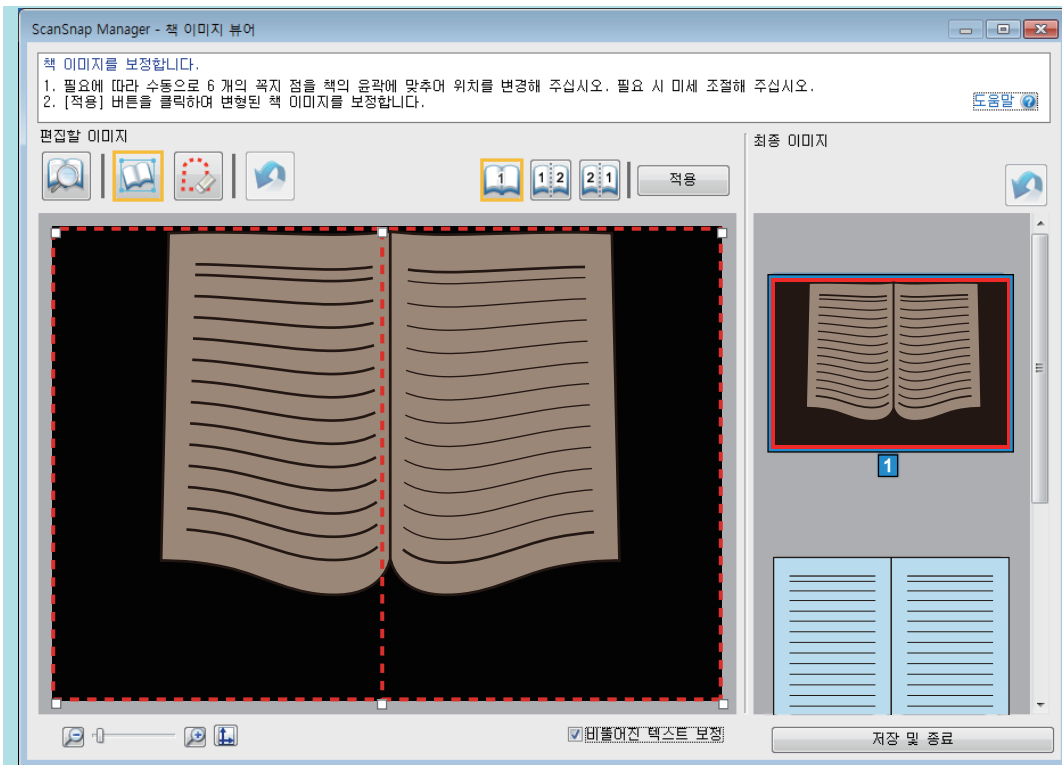 ScanSnap Manager - 책 이미지 뷰어
책 이미지를 보정합니다.
1. 필요에 따라 수동으로 6 개의 꼭지 점을 책의 윤곽에 맞추어 위치를 변경해 주십시오. 필요 시 미세 조절해 주십시오.
2. [적용] 버튼을 클릭하여 변형된 책 이미지를 보정합니다.
도움말 ?
편집할 이미지
최종 이미지
1
1 2
2 1
적용
1
비뚤어진 텍스트 보정
저장 및 종료